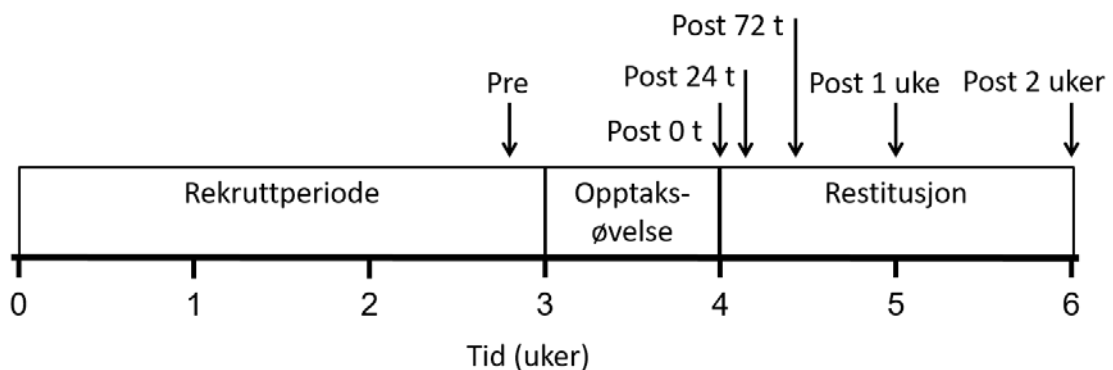 Post 72 t
Post 24 t
Pre
Post 1 uke
Post 2 uker
Post 0 t
Rekruttperiode
Opptaks-
øvelse
Restitusjon
0 1 2 3 4 5 6
Tid (uker)